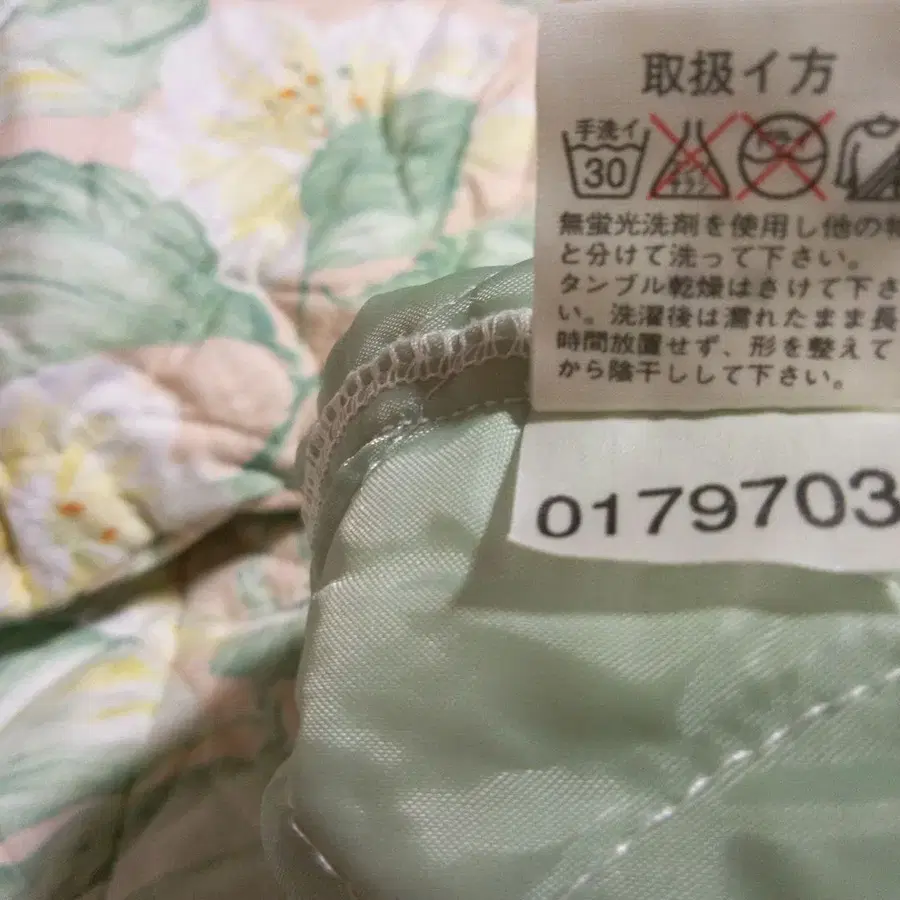 取扱イ方
手洗イ
30
無蛍光洗剤を使用し他の物
と分けて洗って下さい。
タンブル乾燥はさけて下さ
い。洗濯後は濡れたまま長
時間放置せず、形を整えて
から陰干しして下さい。
0179703